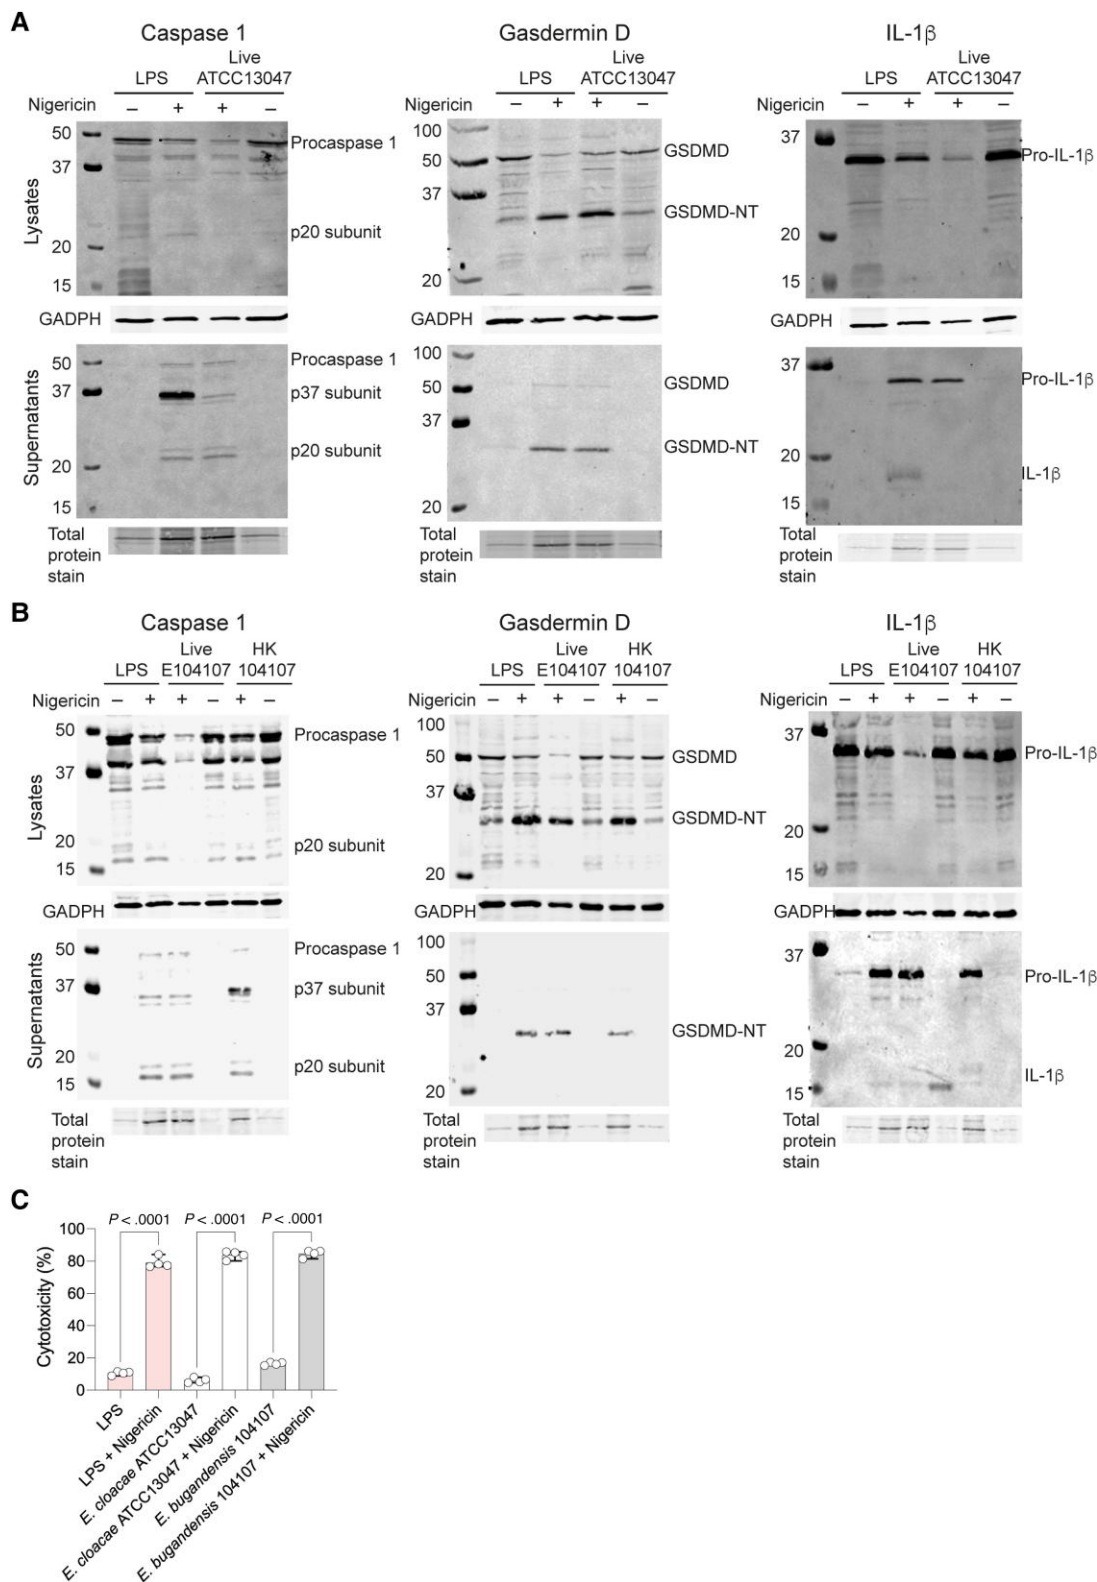 A
Caspase 1
Live
LPS ATCC13047
Nigericin – + + –
50
37
20
15
Lysates
Procaspase 1
p20 subunit
GADPH
50
37
20
15
Supernatants
Procaspase 1
p37 subunit
p20 subunit
Total
protein
stain
Gasdermin D
Live
LPS ATCC13047
Nigericin – + + –
100
50
37
20
GSDMD
GSDMD-NT
GADPH
100
50
37
20
GSDMD
GSDMD-NT
Total
protein
stain
IL-1β
Live
LPS ATCC13047
Nigericin – + + –
37
20
15
Pro-IL-1β
GADPH
37
20
15
Pro-IL-1β
IL-1β
Total
protein
stain
B
Caspase 1
Live HK
LPS E104107 104107
Nigericin – + + – + –
50
37
20
15
Lysates
Procaspase 1
p20 subunit
GADPH
50
37
20
15
Supernatants
Procaspase 1
p37 subunit
p20 subunit
Total
protein
stain
Gasdermin D
Live HK
LPS E104107 104107
Nigericin – + + – + –
100
50
37
20
GSDMD
GSDMD-NT
GADPH
100
50
37
20
GSDMD-NT
Total
protein
stain
IL-1β
Live HK
LPS E104107 104107
Nigericin – + + – + –
37
20
15
Pro-IL-1β
GADPH
37
20
15
Pro-IL-1β
IL-1β
Total
protein
stain
C
P < .0001 P < .0001 P < .0001
Cytotoxicity (%)
100
80
60
40
20
0
LPS
LPS + Nigericin
E. cloacae ATCC13047
E. cloacae ATCC13047 + Nigericin
E. bugandensis 104107
E. bugandensis 104107 + Nigericin